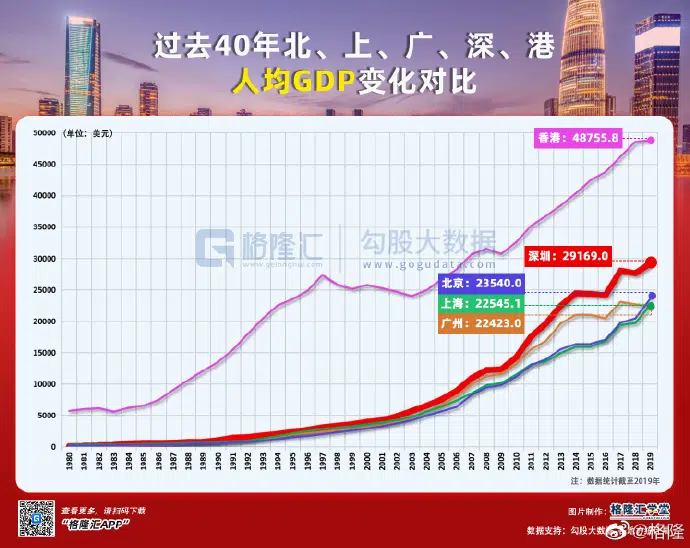 过去40年北、上、广、深、港
人均GDP变化对比
50000 （单位：美元）
45000
40000
35000
30000
25000
20000
15000
10000
5000
0
香港：48755.8
深圳：29169.0
北京：23540.0
上海：22545.1
广州：22423.0
格隆汇 勾股大数据
www.gelonghui.com www.gogudata.com
1980 1981 1982 1983 1984 1985 1986 1987 1988 1989 1990 1991 1992 1993 1994 1995 1996 1997 1998 1999 2000 2001 2002 2003 2004 2005 2006 2007 2008 2009 2010 2011 2012 2013 2014 2015 2016 2017 2018 2019
注：数据统计截至2019年
查看更多，请扫码下载
“格隆汇APP”
图片制作：格隆汇学堂
数据支持：勾股大数
@格隆